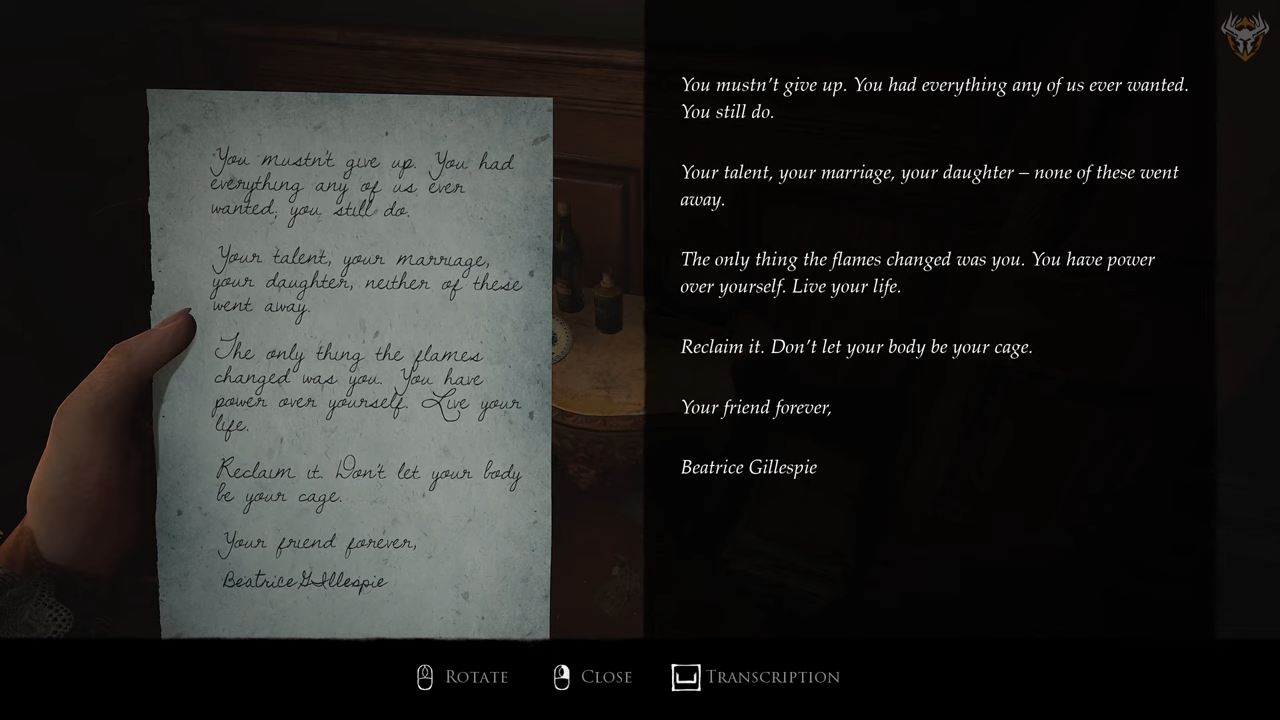 You mustn't give up. You had
everything any of us ever
wanted, you still do.
Your talent, your marriage,
your daughter, neither of these
went away.
The only thing the flames
changed was you. You have
power over yourself. Live your
life.
Reclaim it. Don't let your body
be your cage.
Your friend forever,
Beatrice Gillespie
You mustn't give up. You had everything any of us ever wanted.
You still do.
Your talent, your marriage, your daughter – none of these went
away.
The only thing the flames changed was you. You have power
over yourself. Live your life.
Reclaim it. Don't let your body be your cage.
Your friend forever,
Beatrice Gillespie
ROTATE CLOSE TRANSCRIPTION